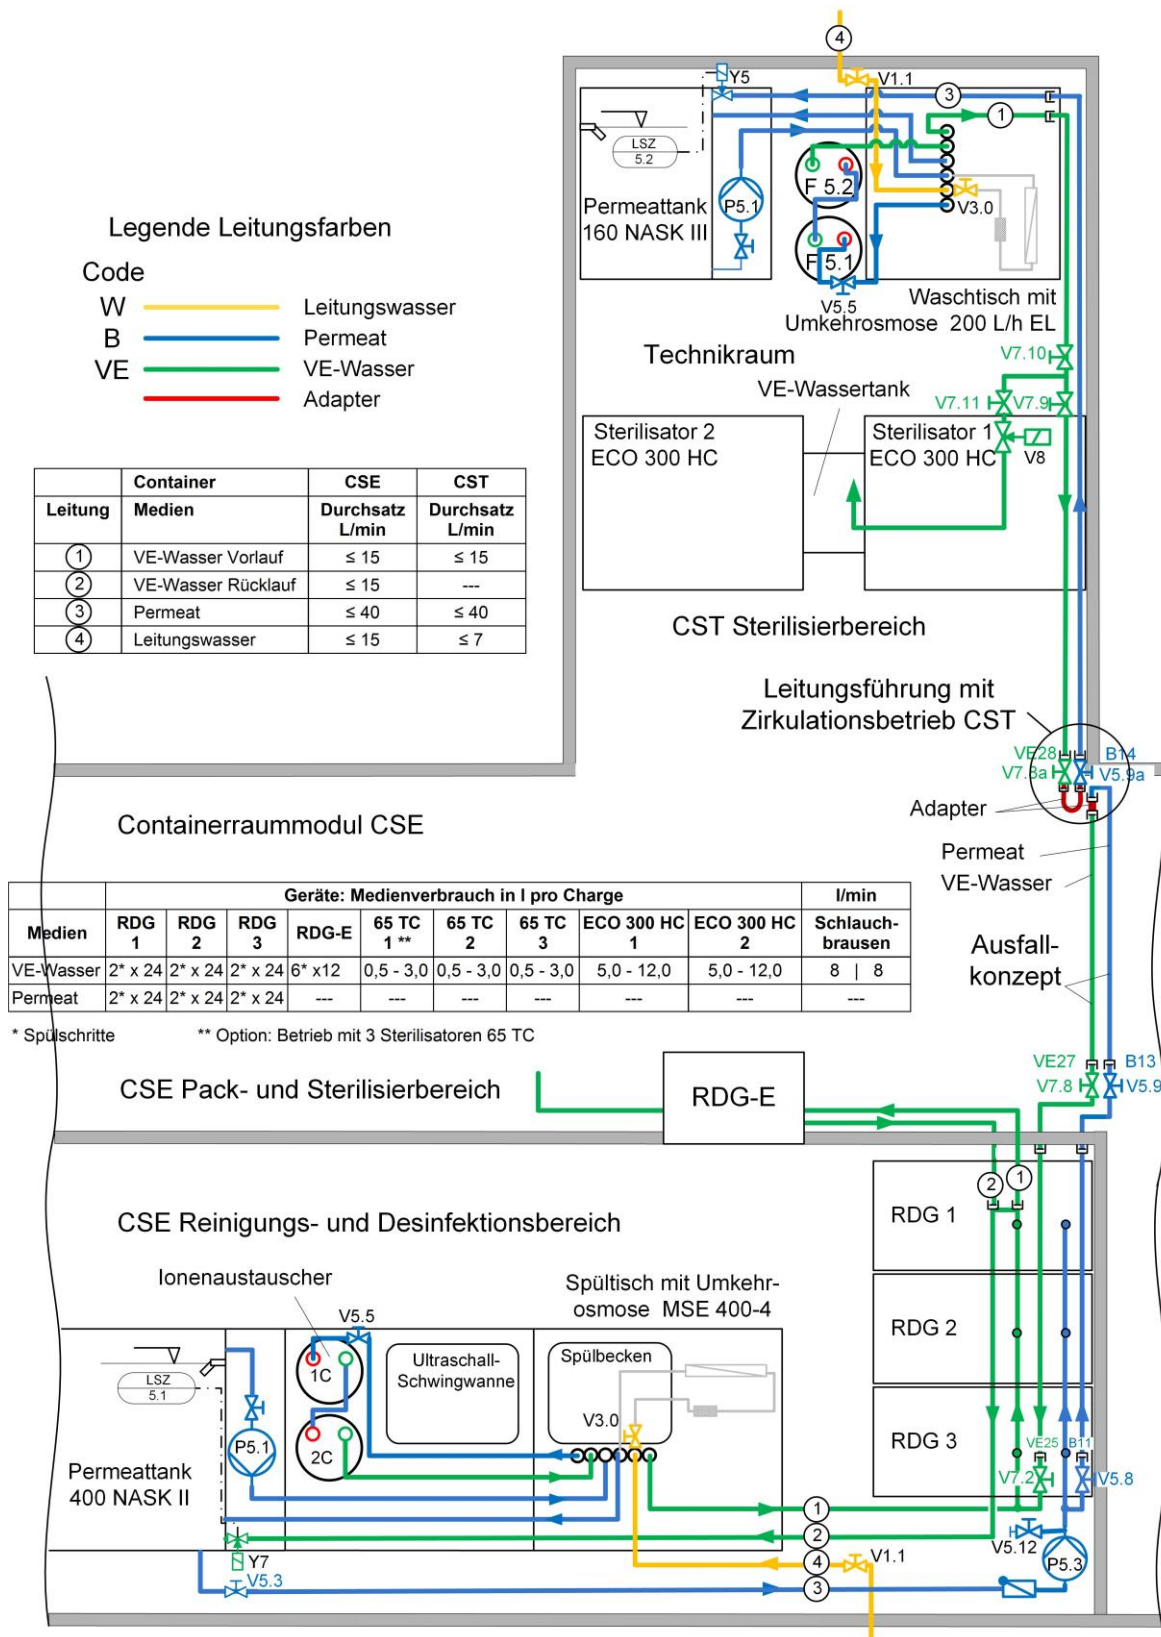 4
Y5
V1.1
3
1
LSZ
5.2
F 5.2
P5.1
Permeattank
160 NASK III
F 5.1
V3.0
V5.5
Waschtisch mit
Umkehrosmose 200 L/h EL
Legende Leitungsfarben
Code
W Leitungswasser
B Permeat
VE VE-Wasser
Adapter
Technikraum
V7.10
VE-Wassertank
V7.11
V7.9
Sterilisator 2
ECO 300 HC
Sterilisator 1
ECO 300 HC
V8
Container CSE CST
Leitung Medien Durchsatz L/min Durchsatz L/min
1 VE-Wasser Vorlauf ≤ 15 ≤ 15
2 VE-Wasser Rücklauf ≤ 15 ---
3 Permeat ≤ 40 ≤ 40
4 Leitungswasser ≤ 15 ≤ 7
CST Sterilisierbereich
Leitungsführung mit
Zirkulationsbetrieb CST
VE28 B14
V7.8a V5.9a
Adapter
Containerraummodul CSE
Permeat
VE-Wasser
Geräte: Medienverbrauch in l pro Charge l/min
Medien RDG 1 RDG 2 RDG 3 RDG-E 65 TC 1 ** 65 TC 2 65 TC 3 ECO 300 HC 1 ECO 300 HC 2 Schlauch-brausen
VE-Wasser 2* x 24 2* x 24 2* x 24 6* x12 0,5 - 3,0 0,5 - 3,0 0,5 - 3,0 5,0 - 12,0 5,0 - 12,0 8 | 8
Permeat 2* x 24 2* x 24 2* x 24 --- --- --- --- --- --- ---
* Spülschritte ** Option: Betrieb mit 3 Sterilisatoren 65 TC
Ausfall-
konzept
VE27 B13
V7.8 V5.9
CSE Pack- und Sterilisierbereich
RDG-E
2
1
RDG 1
CSE Reinigungs- und Desinfektionsbereich
Ionenaustauscher
Spültisch mit Umkehr-
osmose MSE 400-4
V5.5
RDG 2
1C
Ultraschall-
Schwingwanne
Spülbecken
LSZ
5.1
V3.0
RDG 3
VE25 B11
P5.1
2C
Permeattank
400 NASK II
V7.2
V5.8
1
2
V5.12
Y7
4
V1.1
P5.3
V5.3
3